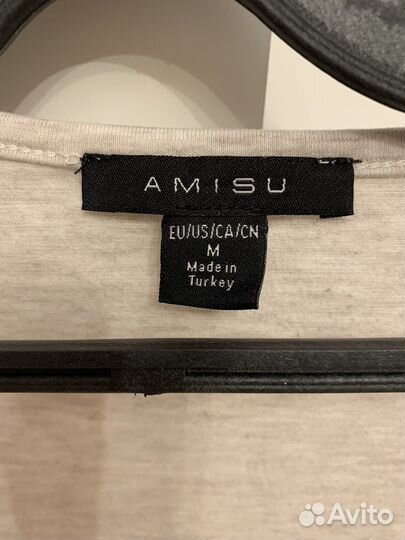 AMISU
EU/US/CA/CN
M
Made in
Turkey
Avito